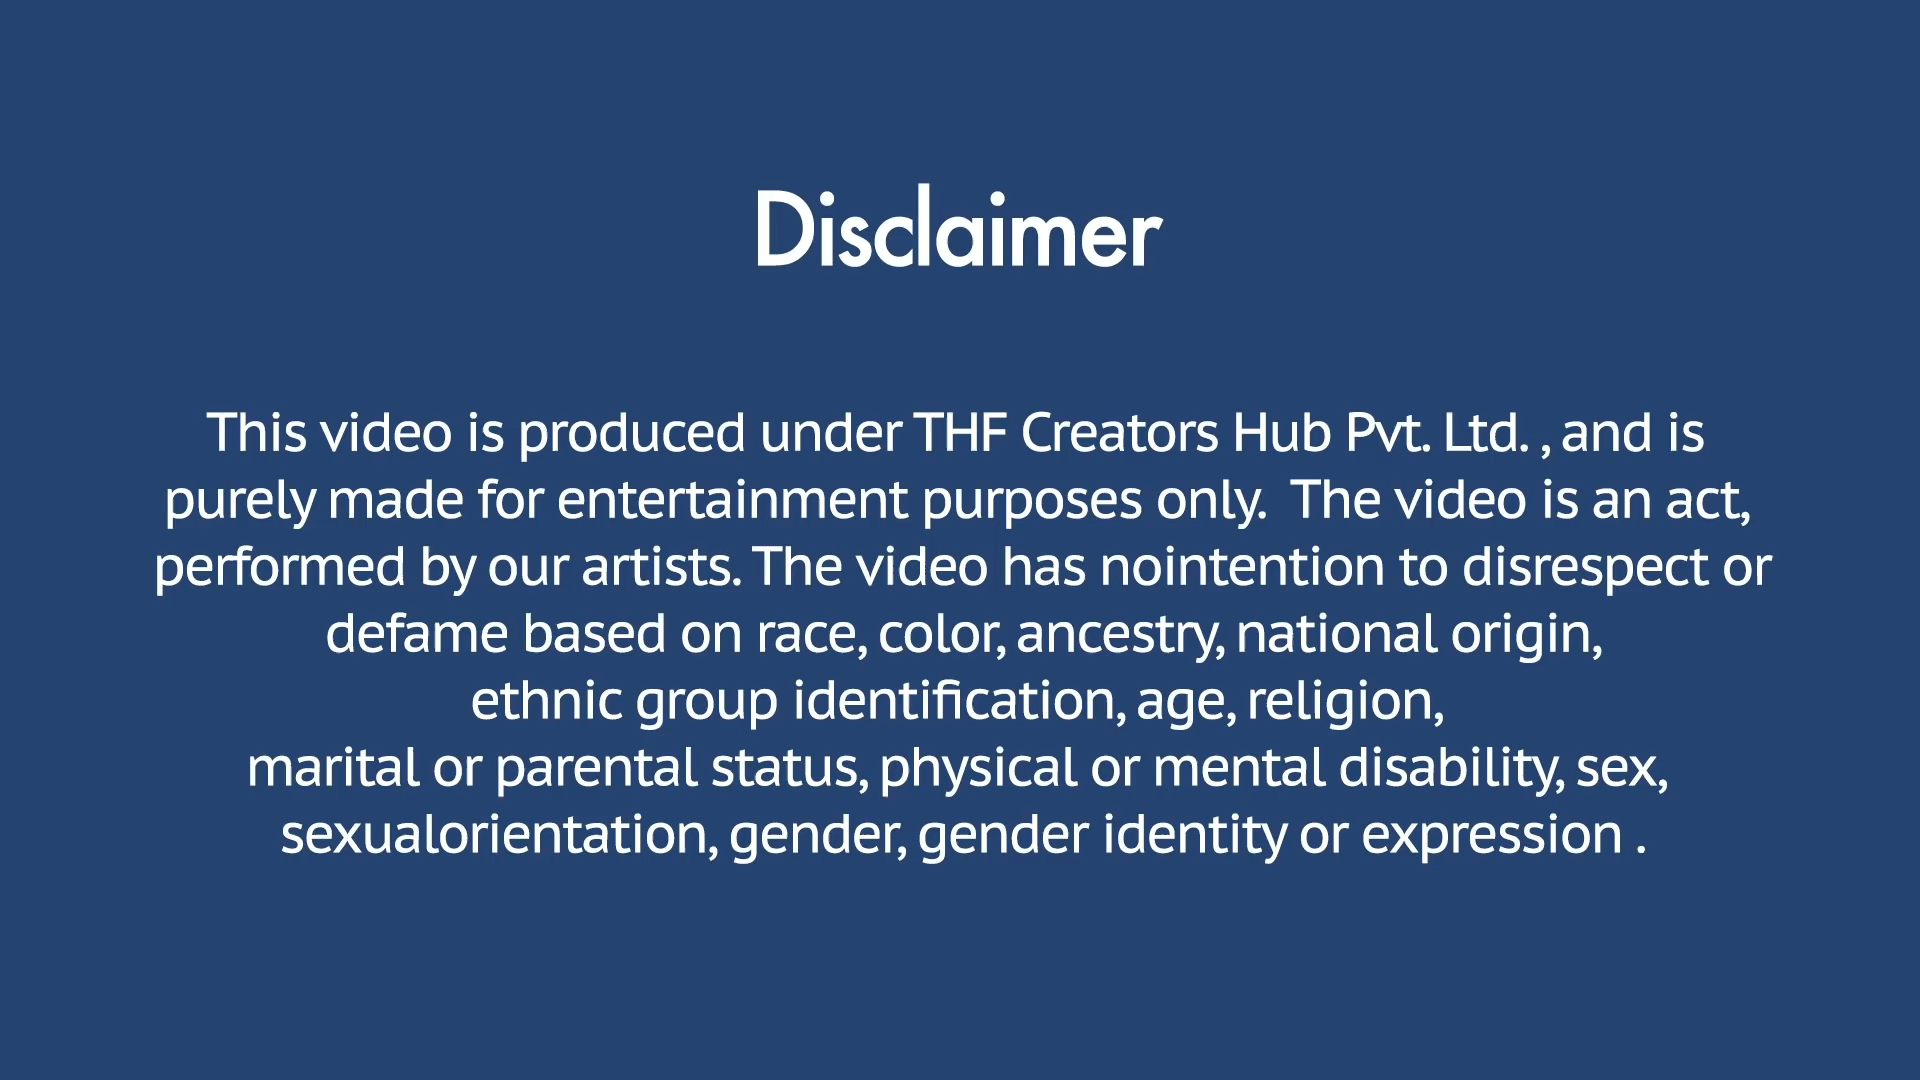 Disclaimer
This video is produced under THF Creators Hub Pvt. Ltd. , and is
purely made for entertainment purposes only.  The video is an act,
performed by our artists. The video has nointention to disrespect or
defame based on race, color, ancestry, national origin,
ethnic group identification, age, religion,
marital or parental status, physical or mental disability, sex,
sexualorientation, gender, gender identity or expression .